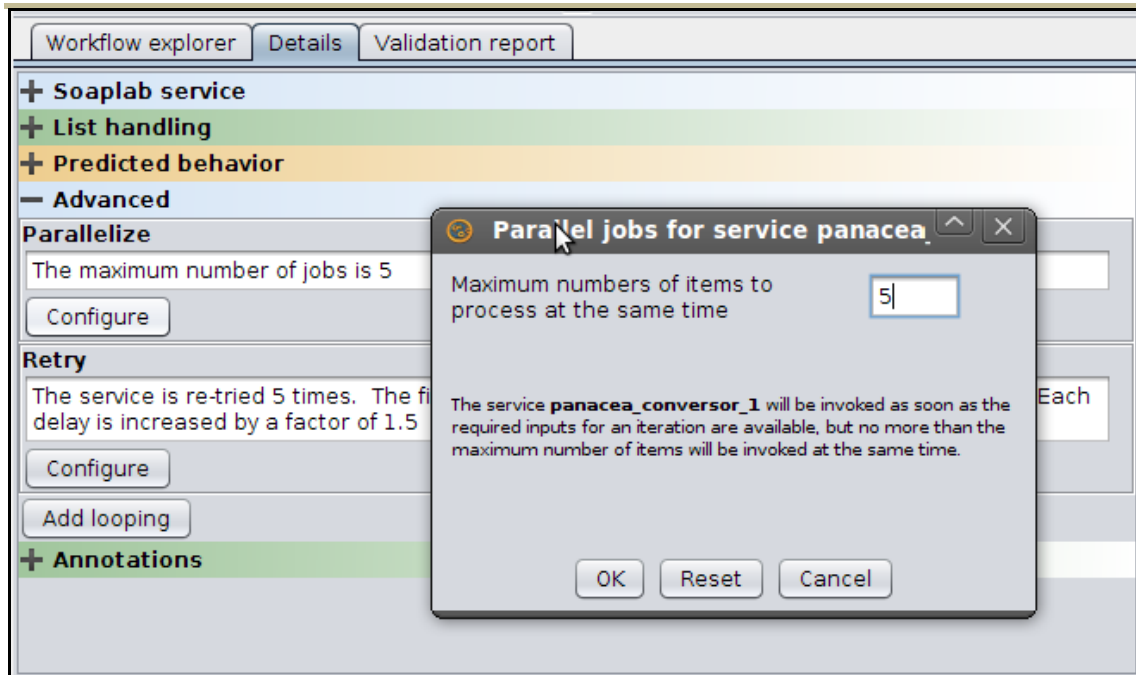 Workflow explorer Details Validation report
Soaplab service
List handling
Predicted behavior
Advanced
Parallelize
The maximum number of jobs is 5
Configure
Retry
The service is re-tried 5 times. The Each
delay is increased by a factor of 1.5
Configure
Add looping
Annotations
Parallel jobs for service panacea_
Maximum numbers of items to
process at the same time
5
The service panacea_conversor_1 will be invoked as soon as the
required inputs for an iteration are available, but no more than the
maximum number of items will be invoked at the same time.
OK Reset Cancel